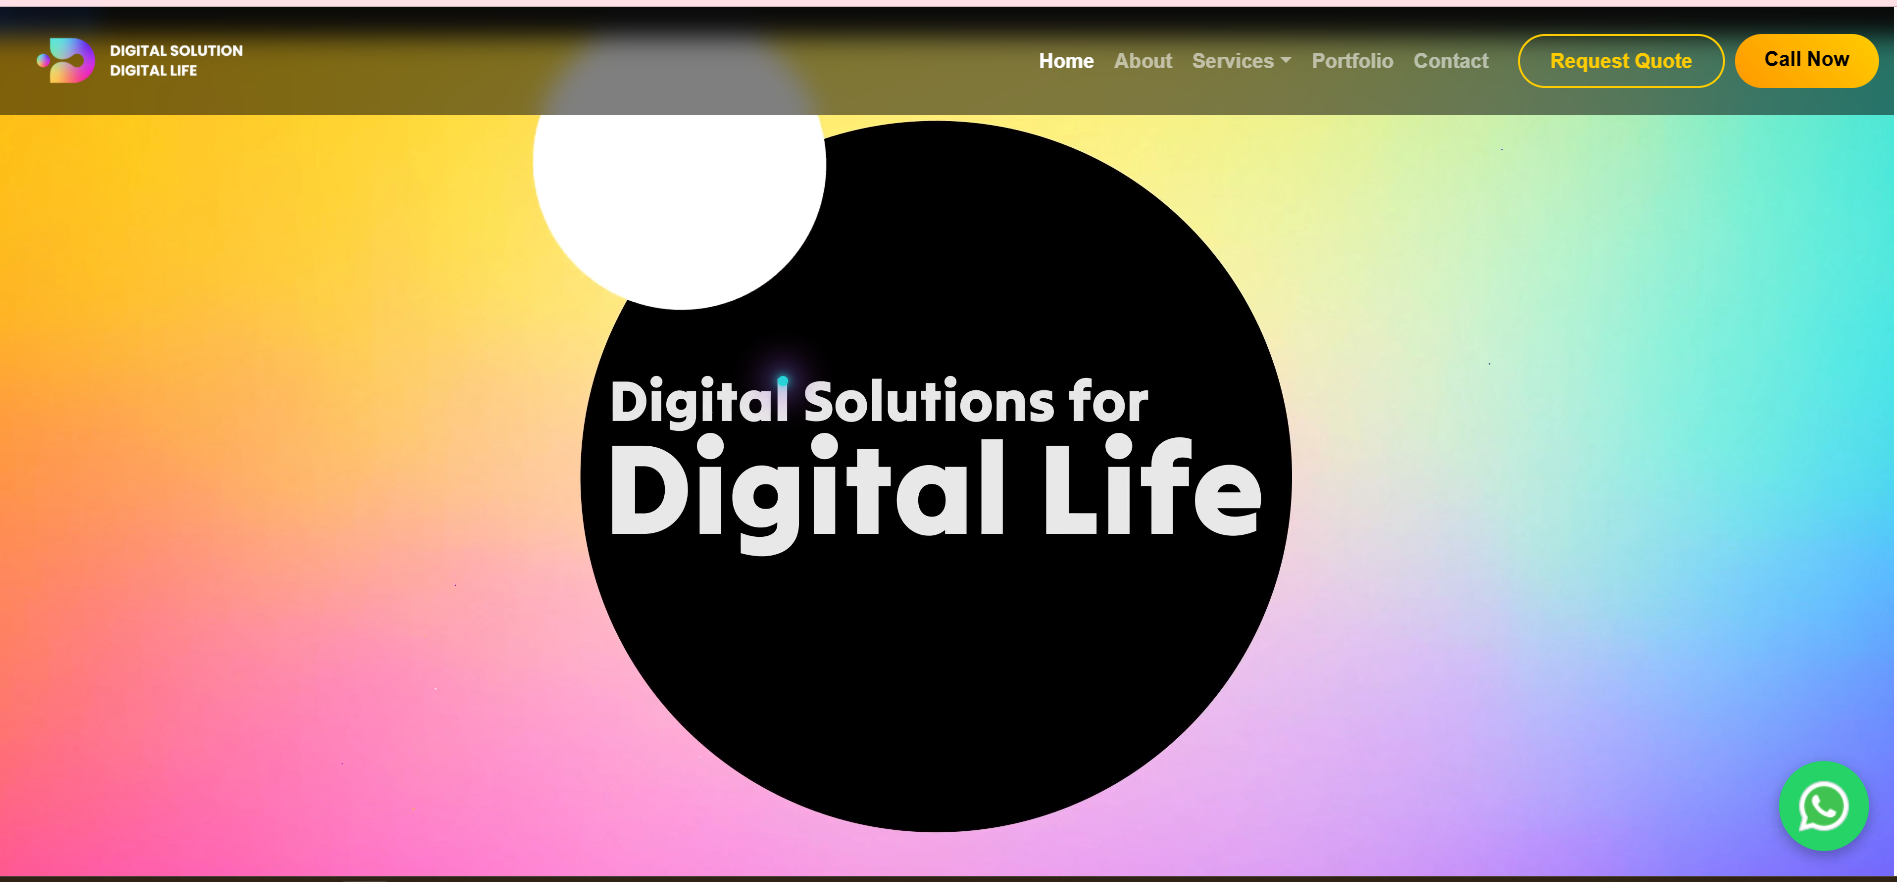 DIGITAL SOLUTION
DIGITAL LIFE
Home About Services Portfolio Contact Request Quote Call Now
Digital Solutions for
Digital Life